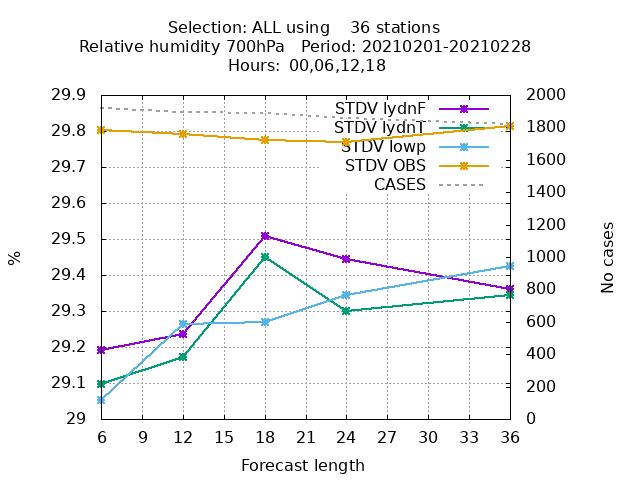 Selection: ALL using    36 stations
Relative humidity 700hPa   Period: 20210201-20210228
Hours: 00,06,12,18
STDV lydnF
STDV lydnT
STDV lowp
STDV OBS
CASES
%
29.9
29.8
29.7
29.6
29.5
29.4
29.3
29.2
29.1
29
2000
1800
1600
1400
1200
1000
800
600
400
200
0
No cases
6 9 12 15 18 21 24 27 30 33 36
Forecast length